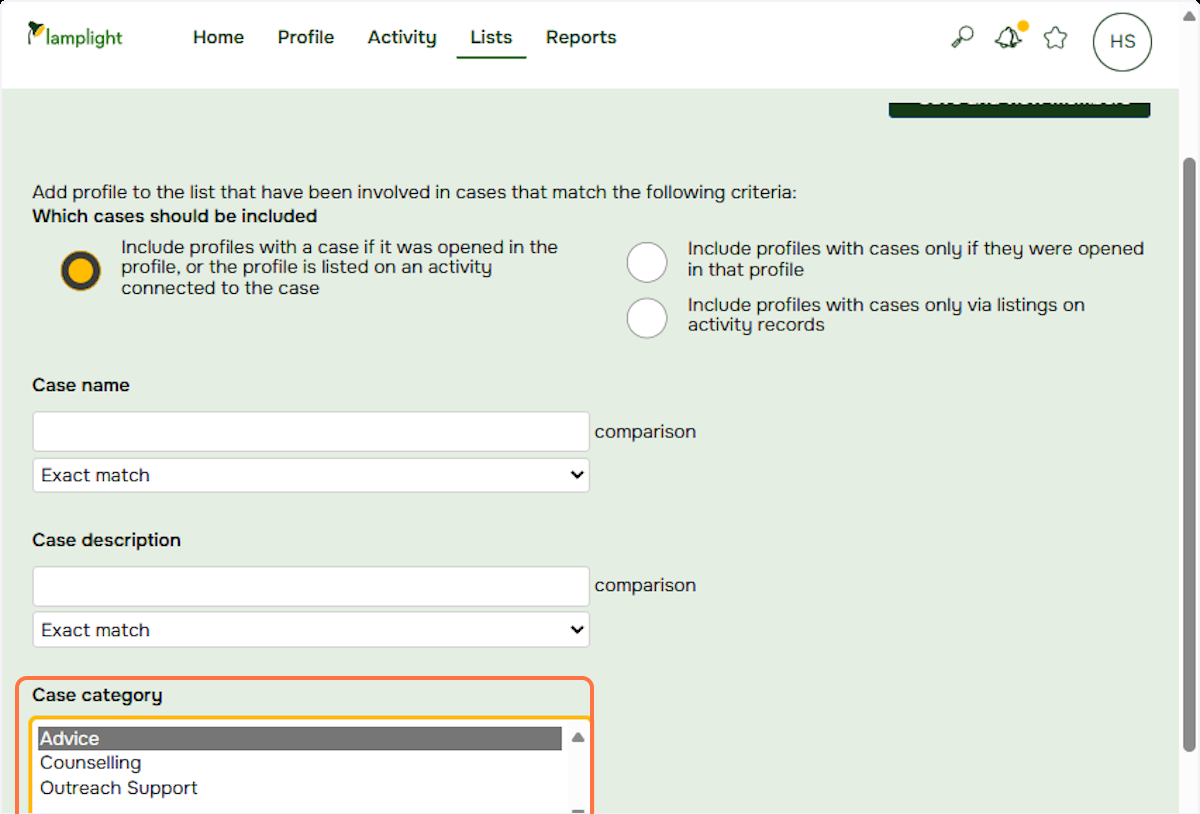 lamplight
Home Profile Activity Lists Reports
HS
Add profile to the list that have been involved in cases that match the following criteria:
Which cases should be included
Include profiles with a case if it was opened in the
profile, or the profile is listed on an activity
connected to the case
Include profiles with cases only if they were opened
in that profile
Include profiles with cases only via listings on
activity records
Case name
comparison
Exact match
Case description
comparison
Exact match
Case category
Advice
Counselling
Outreach Support